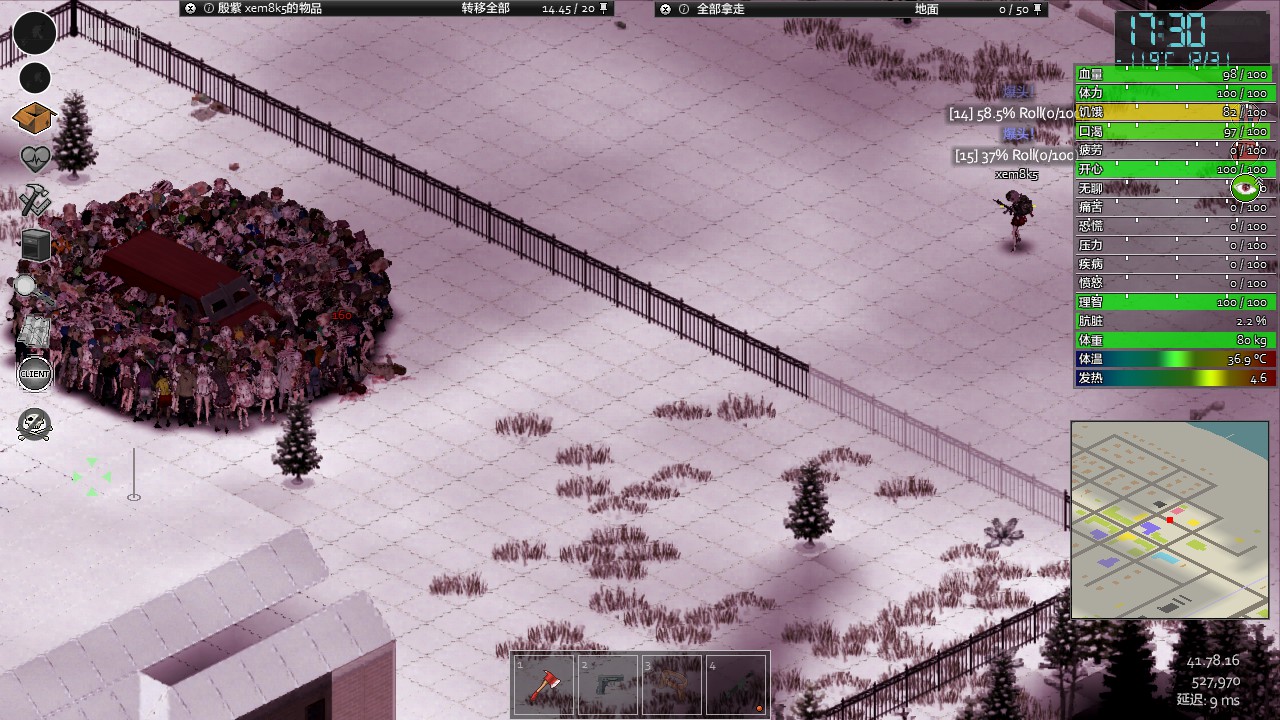 殷紫 xem8k5的物品 转移全部 14.45 / 20
全部拿走 地面 0 / 50
17:30
血量 98 / 100
体力 100 / 100
饥饿 82 / 100
口渴 97 / 100
疲劳 0 / 100
开心 100 / 100
无聊
痛苦 0 / 100
恐慌 0 / 100
压力 0 / 100
疾病 0 / 100
愤怒 0 / 100
理智 100 / 100
肮脏 2.2 %
体重 80 kg
体温 36.9 ℃
发热 4.6
爆头!
[14] 58.5% Roll(0/10
爆头!
[15] 37% Roll(0/100
xem8k5
160
CLIENT
1 2 3 4
41.78.16
527,970
延迟: 9 ms